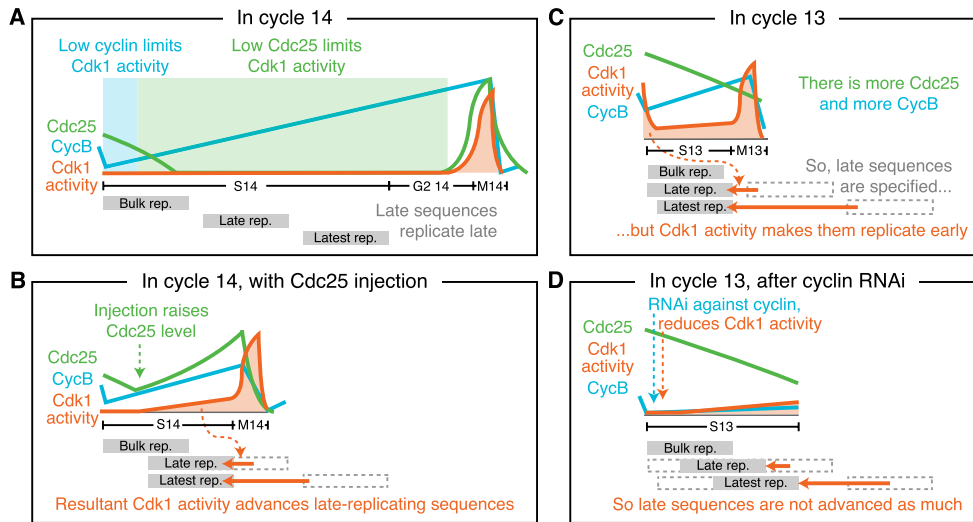 A
In cycle 14
Low cyclin limits
Cdk1 activity
Low Cdc25 limits
Cdk1 activity
Cdc25
CycB
Cdk1
activity
S14
G2 14
M14
Bulk rep.
Late rep.
Latest rep.
Late sequences
replicate late
B
In cycle 14, with Cdc25 injection
Injection raises
Cdc25 level
Cdc25
CycB
Cdk1
activity
S14
M14
Bulk rep.
Late rep.
Latest rep.
Resultant Cdk1 activity advances late-replicating sequences
C
In cycle 13
Cdc25
Cdk1
activity
CycB
There is more Cdc25
and more CycB
S13
M13
Bulk rep.
Late rep.
Latest rep.
So, late sequences
are specified...
...but Cdk1 activity makes them replicate early
D
In cycle 13, after cyclin RNAi
RNAi against cyclin,
reduces Cdk1 activity
Cdc25
Cdk1
activity
CycB
S13
Bulk rep.
Late rep.
Latest rep.
So late sequences are not advanced as much